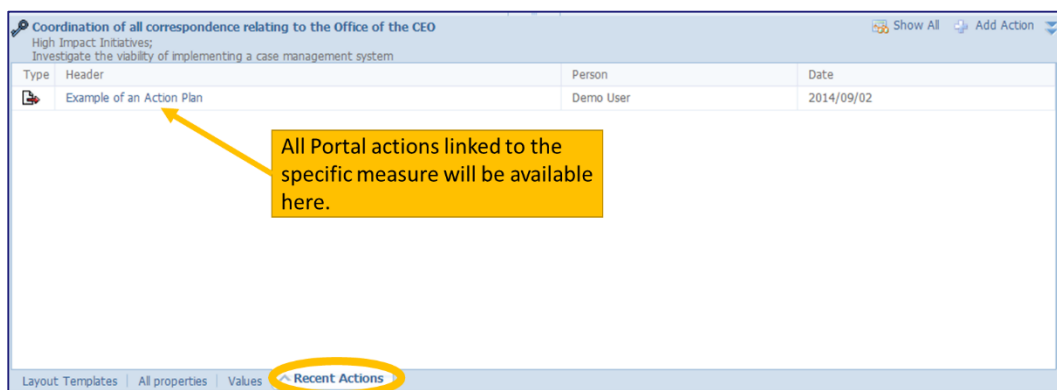 Coordination of all correspondence relating to the Office of the CEO
Show All
Add Action
High Impact Initiatives;
Investigate the viability of implementing a case management system
Type Header Person Date
Example of an Action Plan Demo User 2014/09/02
All Portal actions linked to the
specific measure will be available
here.
Layout Templates All properties Values Recent Actions